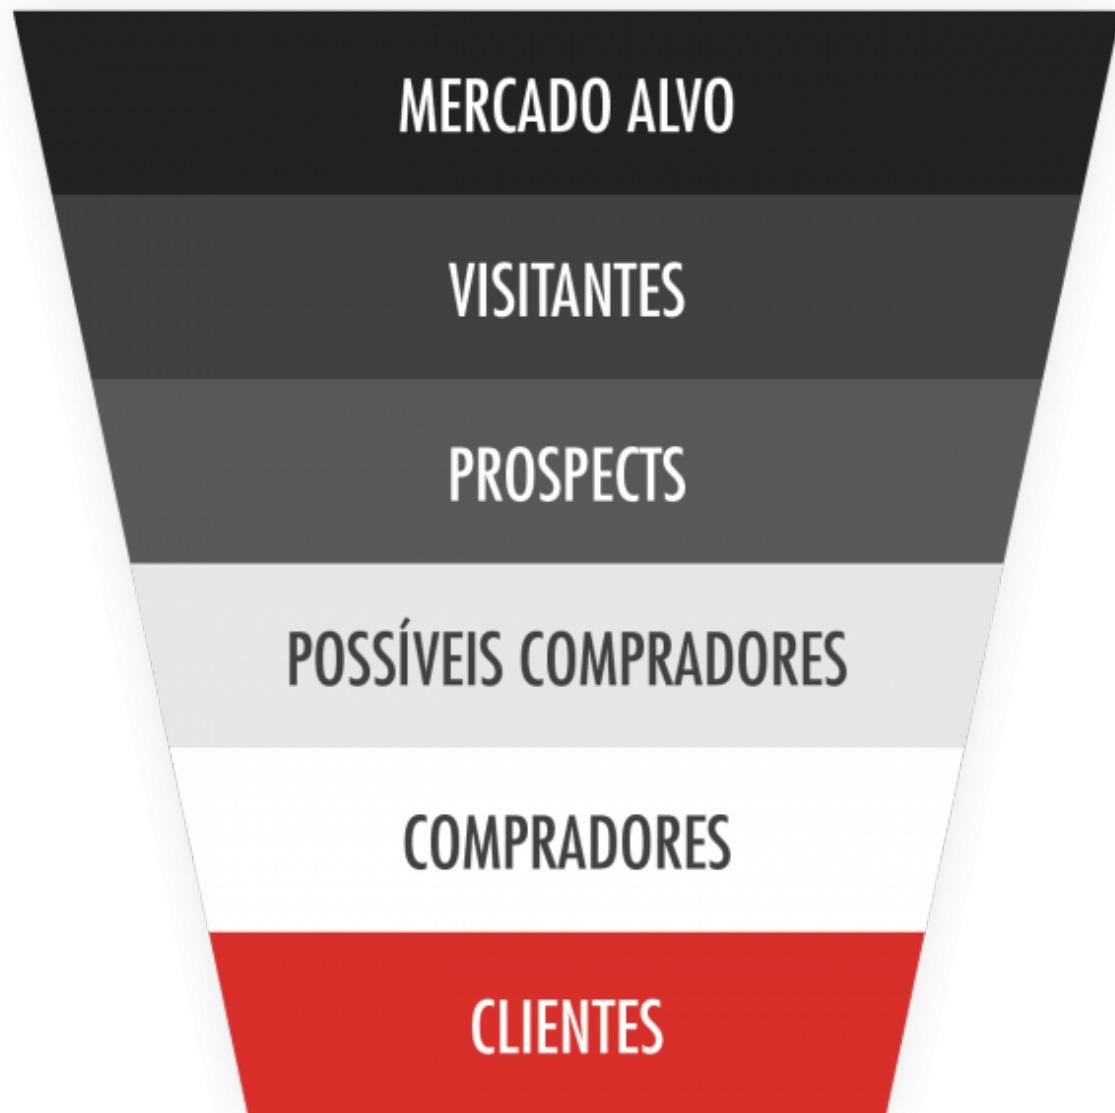 MERCADO ALVO
VISITANTES
PROSPECTS
POSSÍVEIS COMPRADORES
COMPRADORES
CLIENTES